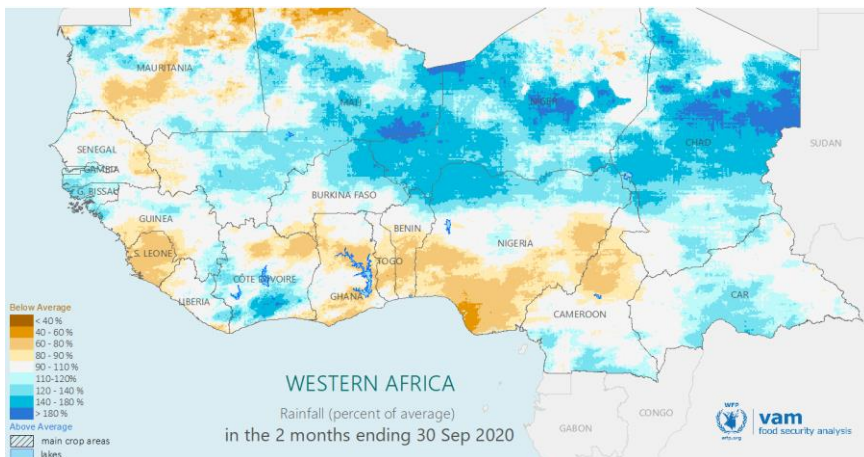 MAURITANIA
MALI
NIGER
CHAD
SUDAN
SENEGAL
GAMBIA
G. BISSAU
BURKINA FASO
GUINEA
BENIN
NIGERIA
S. LEONE
TOGO
CÔTE D'IVOIRE
LIBERIA
GHANA
CAR
CAMEROON
GABON
CONGO
Below Average
< 40 %
40 - 60 %
60 - 80 %
80 - 90 %
90 - 110 %
110-120%
120 - 140 %
140 - 180 %
> 180 %
Above Average
main crop areas
lakes
WESTERN AFRICA
Rainfall (percent of average)
in the 2 months ending 30 Sep 2020
WFP
wfp.org
vam
food security analysis